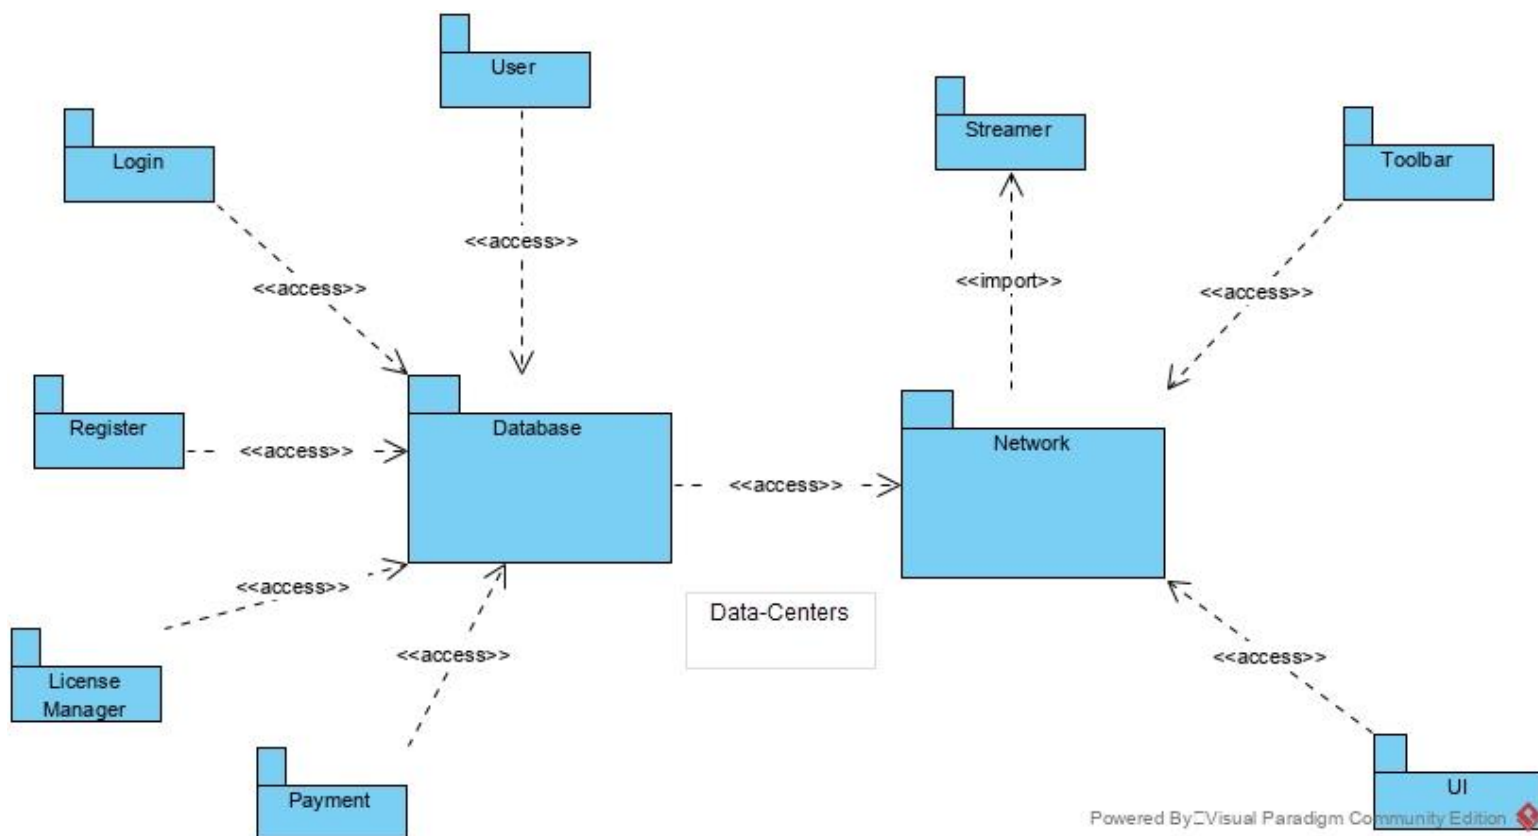 User
Streamer
Login
Toolbar
<<access>>
<<access>>
<<import>>
<<access>>
Register
Database
Network
<<access>>
<<access>>
<<access>>
Data-Centers
<<access>>
<<access>>
License
Manager
UI
Payment
Powered By Visual Paradigm Community Edition